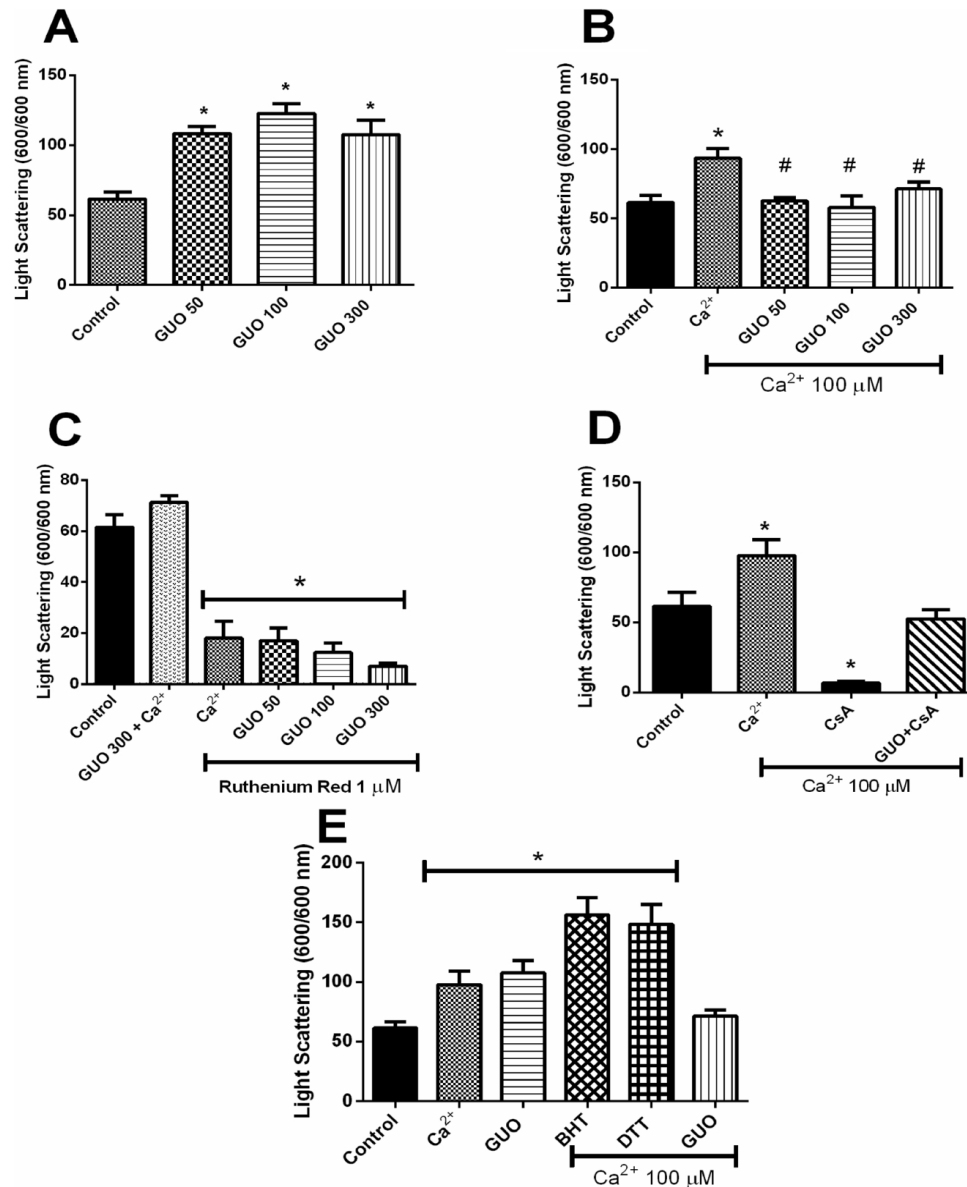 A
Light Scattering (600/600 nm)
150
100
50
0
*
*
*
Control
GUO 50
GUO 100
GUO 300
B
Light Scattering (600/600 nm)
150
100
50
0
*
#
#
#
Control
Ca²⁺
GUO 50
GUO 100
GUO 300
Ca²⁺ 100 µM
C
Light Scattering (600/600 nm)
80
60
40
20
0
*
Control
GUO 300 + Ca²⁺
Ca²⁺
GUO 50
GUO 100
GUO 300
Ruthenium Red 1 µM
D
Light Scattering (600/600 nm)
150
100
50
0
*
*
Control
Ca²⁺
CsA
GUO+CsA
Ca²⁺ 100 µM
E
Light Scattering (600/600 nm)
200
150
100
50
0
*
Control
Ca²⁺
GUO
BHT
DTT
GUO
Ca²⁺ 100 µM